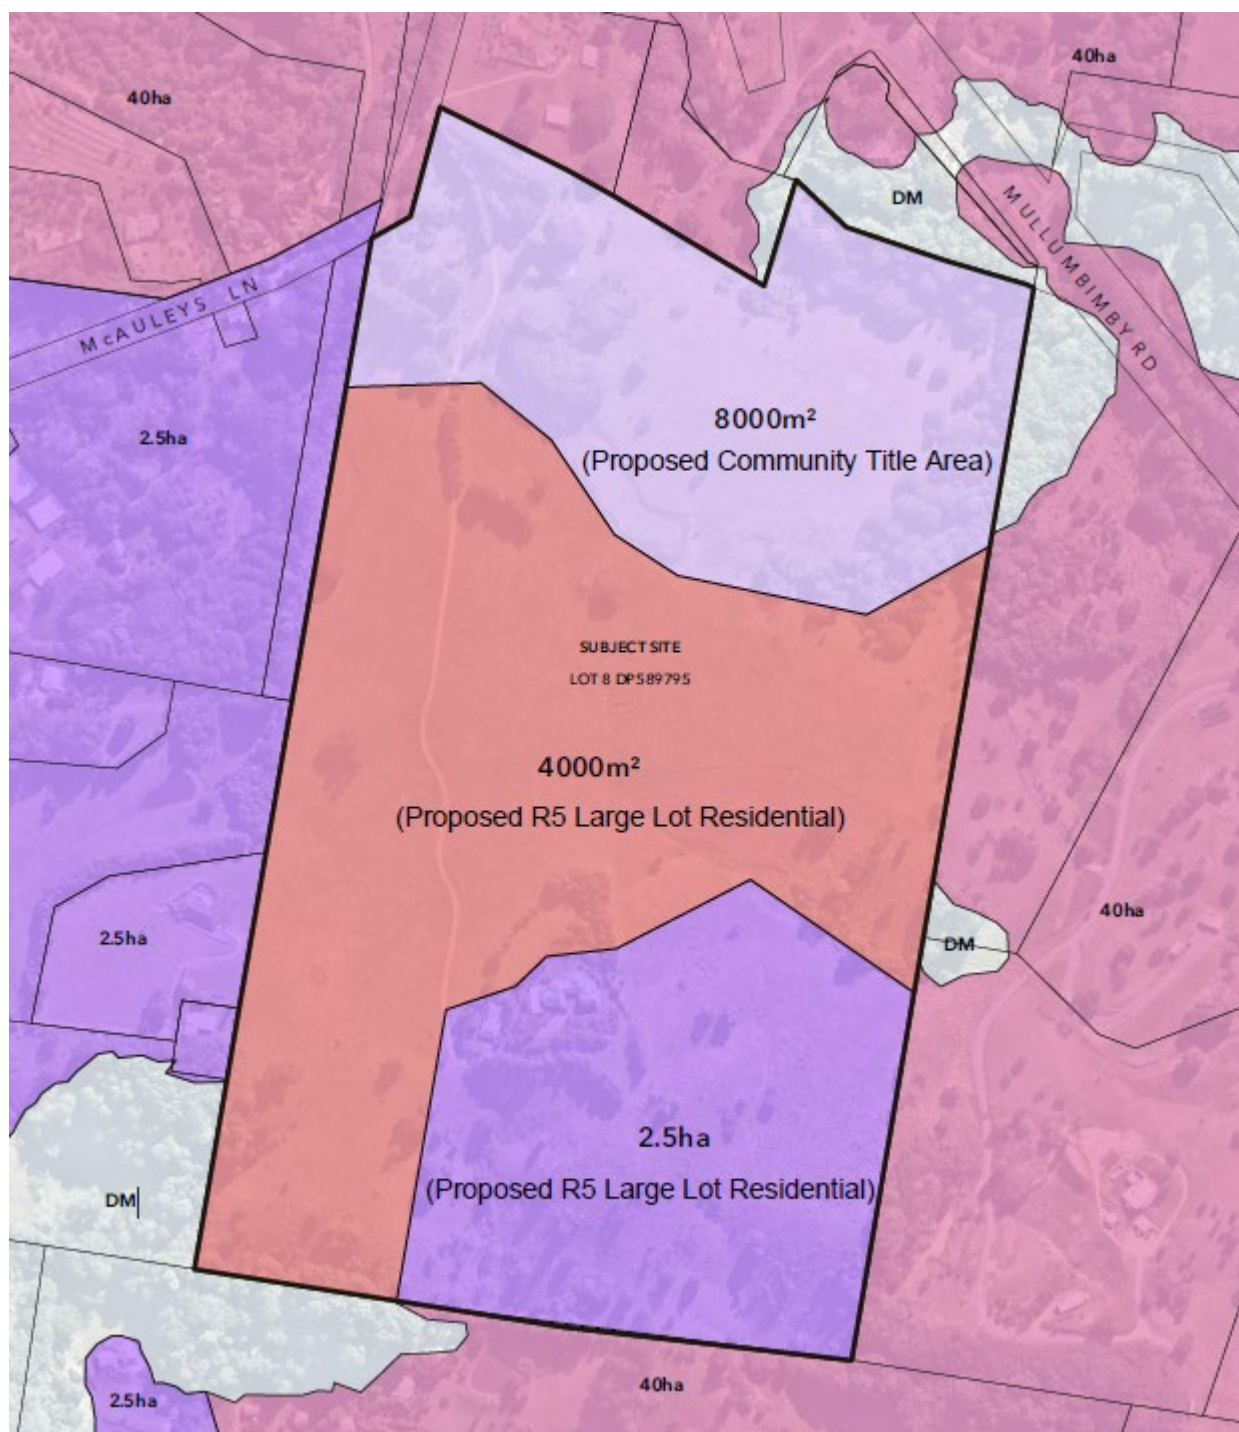 40ha
40ha
DM
MULLUMBIMBY RD
McAULEYS LN
2.5ha
8000m²
(Proposed Community Title Area)
SUBJECT SITE
LOT 8 DP589795
4000m²
(Proposed R5 Large Lot Residential)
40ha
2.5ha
DM
2.5ha
(Proposed R5 Large Lot Residential)
DM
40ha
2.5ha